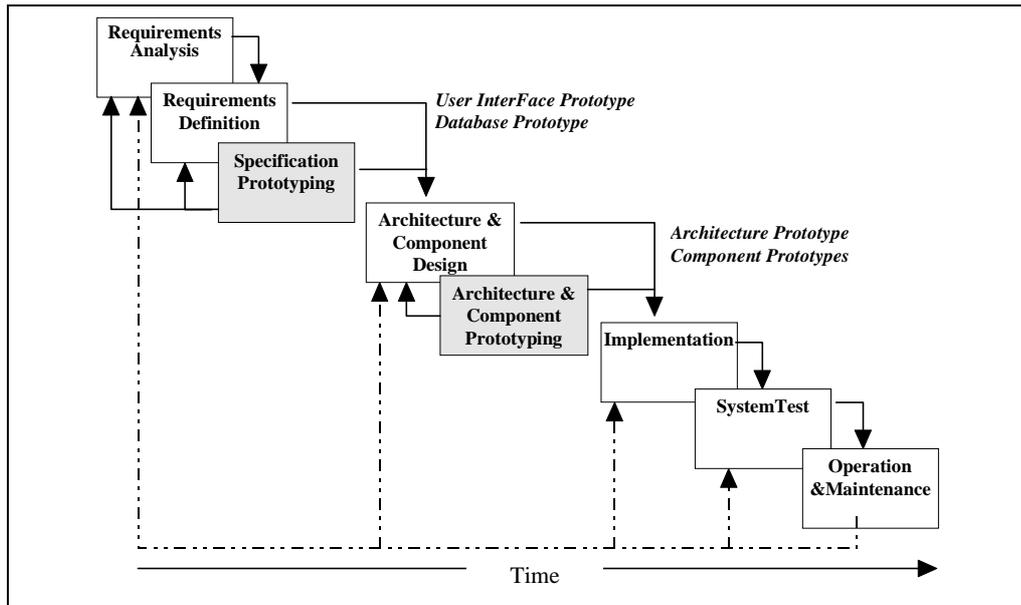 Requirements
Analysis
Requirements
Definition
User InterFace Prototype
Database Prototype
Specification
Prototyping
Architecture &
Component
Design
Architecture Prototype
Component Prototypes
Architecture &
Component
Prototyping
Implementation
SystemTest
Operation
&Maintenance
Time